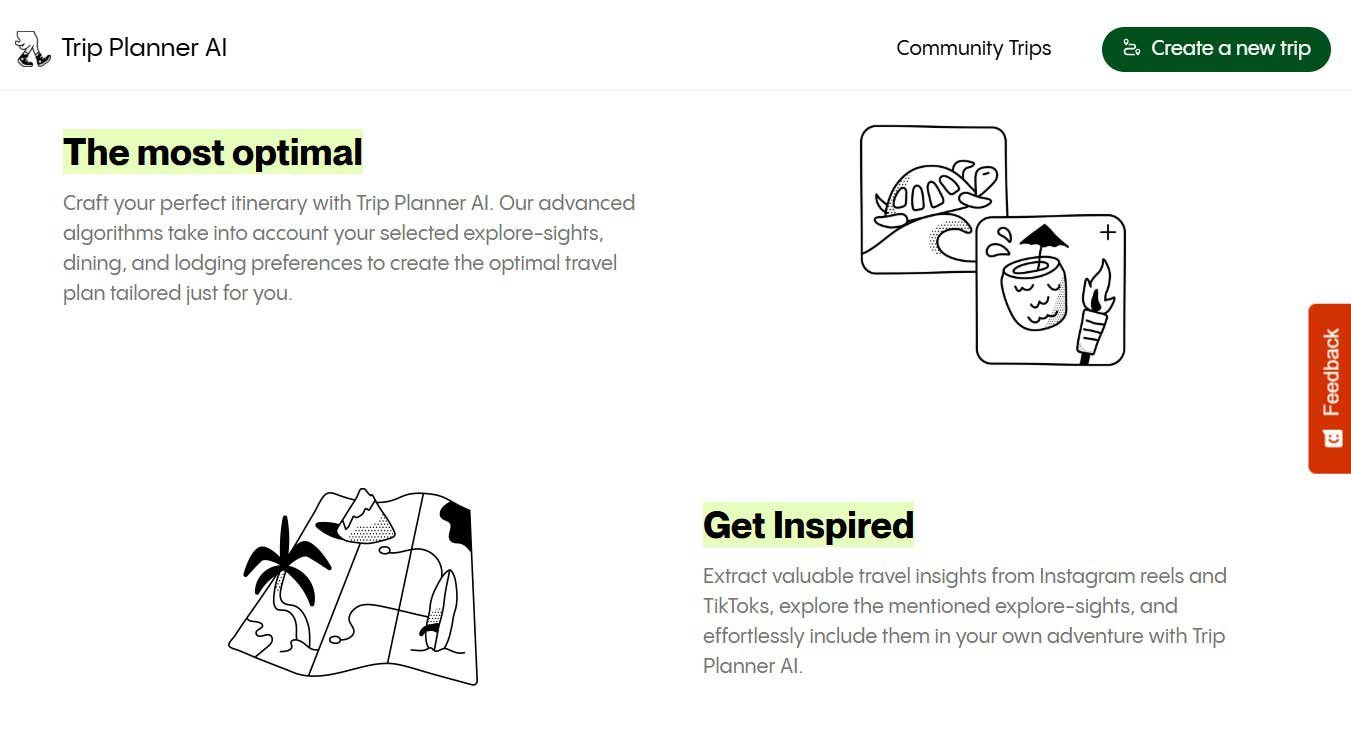 Trip Planner AI
Community Trips
Create a new trip
The most optimal
Craft your perfect itinerary with Trip Planner AI. Our advanced
algorithms take into account your selected explore-sights,
dining, and lodging preferences to create the optimal travel
plan tailored just for you.
Feedback
Get Inspired
Extract valuable travel insights from Instagram reels and
TikToks, explore the mentioned explore-sights, and
effortlessly include them in your own adventure with Trip
Planner AI.